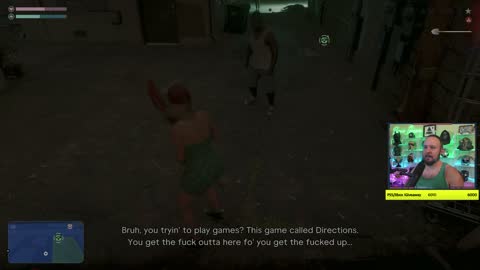 Bruh, you tryin' to play games? This game called Directions.
You get the fuck outta here fo' you get the fucked up...